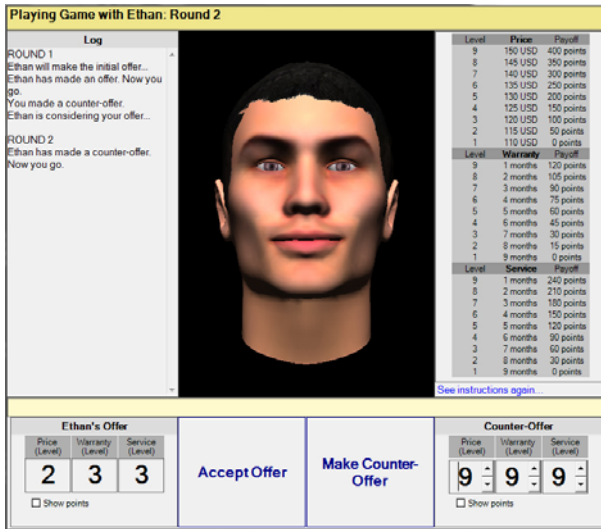 Playing Game with Ethan: Round 2
Log
ROUND 1
Ethan will make the initial offer...
Ethan has made an offer. Now you
go.
You made a counter-offer.
Ethan is considering your offer...
ROUND 2
Ethan has made a counter-offer.
Now you go.
Level Price Payoff
9 150 USD 400 points
8 145 USD 350 points
7 140 USD 300 points
6 135 USD 250 points
5 130 USD 200 points
4 125 USD 150 points
3 120 USD 100 points
2 115 USD 50 points
1 110 USD 0 points
Level Warranty Payoff
9 1 months 120 points
8 2 months 105 points
7 3 months 90 points
6 4 months 75 points
5 5 months 60 points
4 6 months 45 points
3 7 months 30 points
2 8 months 15 points
1 9 months 0 points
Level Service Payoff
9 1 months 240 points
8 2 months 210 points
7 3 months 180 points
6 4 months 150 points
5 5 months 120 points
4 6 months 90 points
3 7 months 60 points
2 8 months 30 points
1 9 months 0 points
See instructions again...
Ethan's Offer
Price Warranty Service
(Level) (Level) (Level)
2 3 3
Show points
Accept Offer
Make Counter-
Offer
Counter-Offer
Price Warranty Service
(Level) (Level) (Level)
9 9 9
Show points